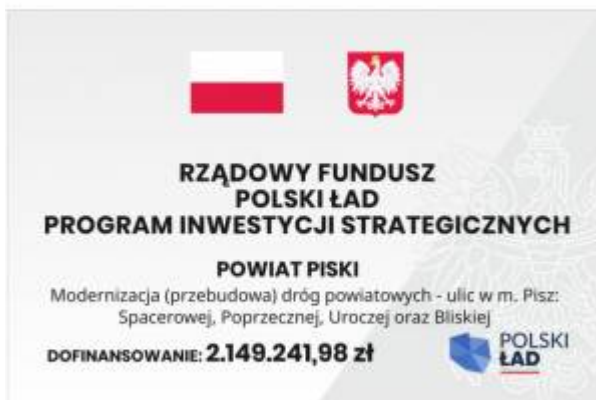 RZĄDOWY FUNDUSZ
POLSKI ŁAD
PROGRAM INWESTYCJI STRATEGICZNYCH
POWIAT PISKI
Modernizacja (przebudowa) dróg powiatowych - ulic w m. Pisz:
Spacerowej, Poprzecznej, Uroczej oraz Bliskiej
DOFINANSOWANIE: 2.149.241,98 zł
POLSKI
ŁAD